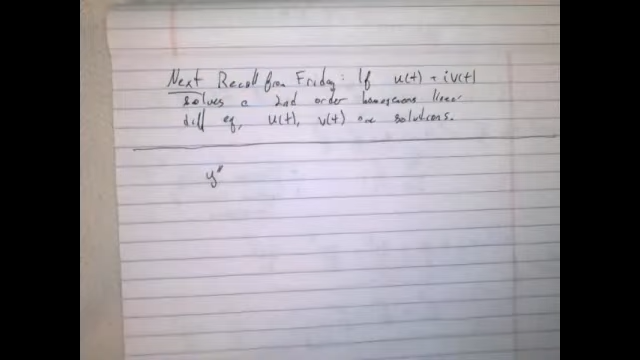 Next Recall from Friday: If u(t) + iv(t)
solves a 2nd order homogeneous linear
diff eq, u(t), v(t) are solutions.
y"